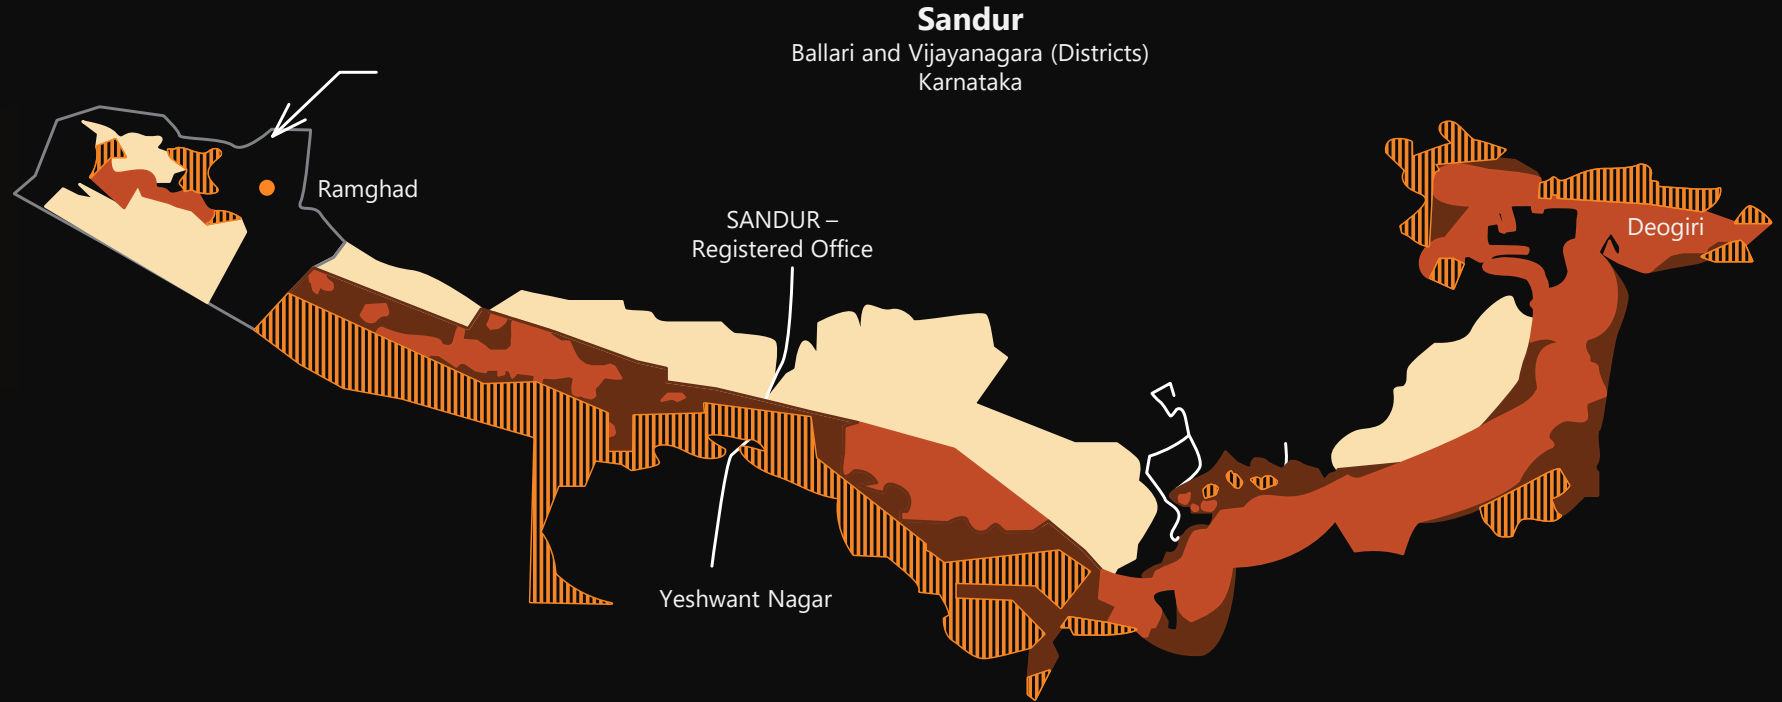 Sandur
Ballari and Vijayanagara (Districts)
Karnataka
Ramghad
SANDUR –
Registered Office
Deogiri
Yeshwant Nagar